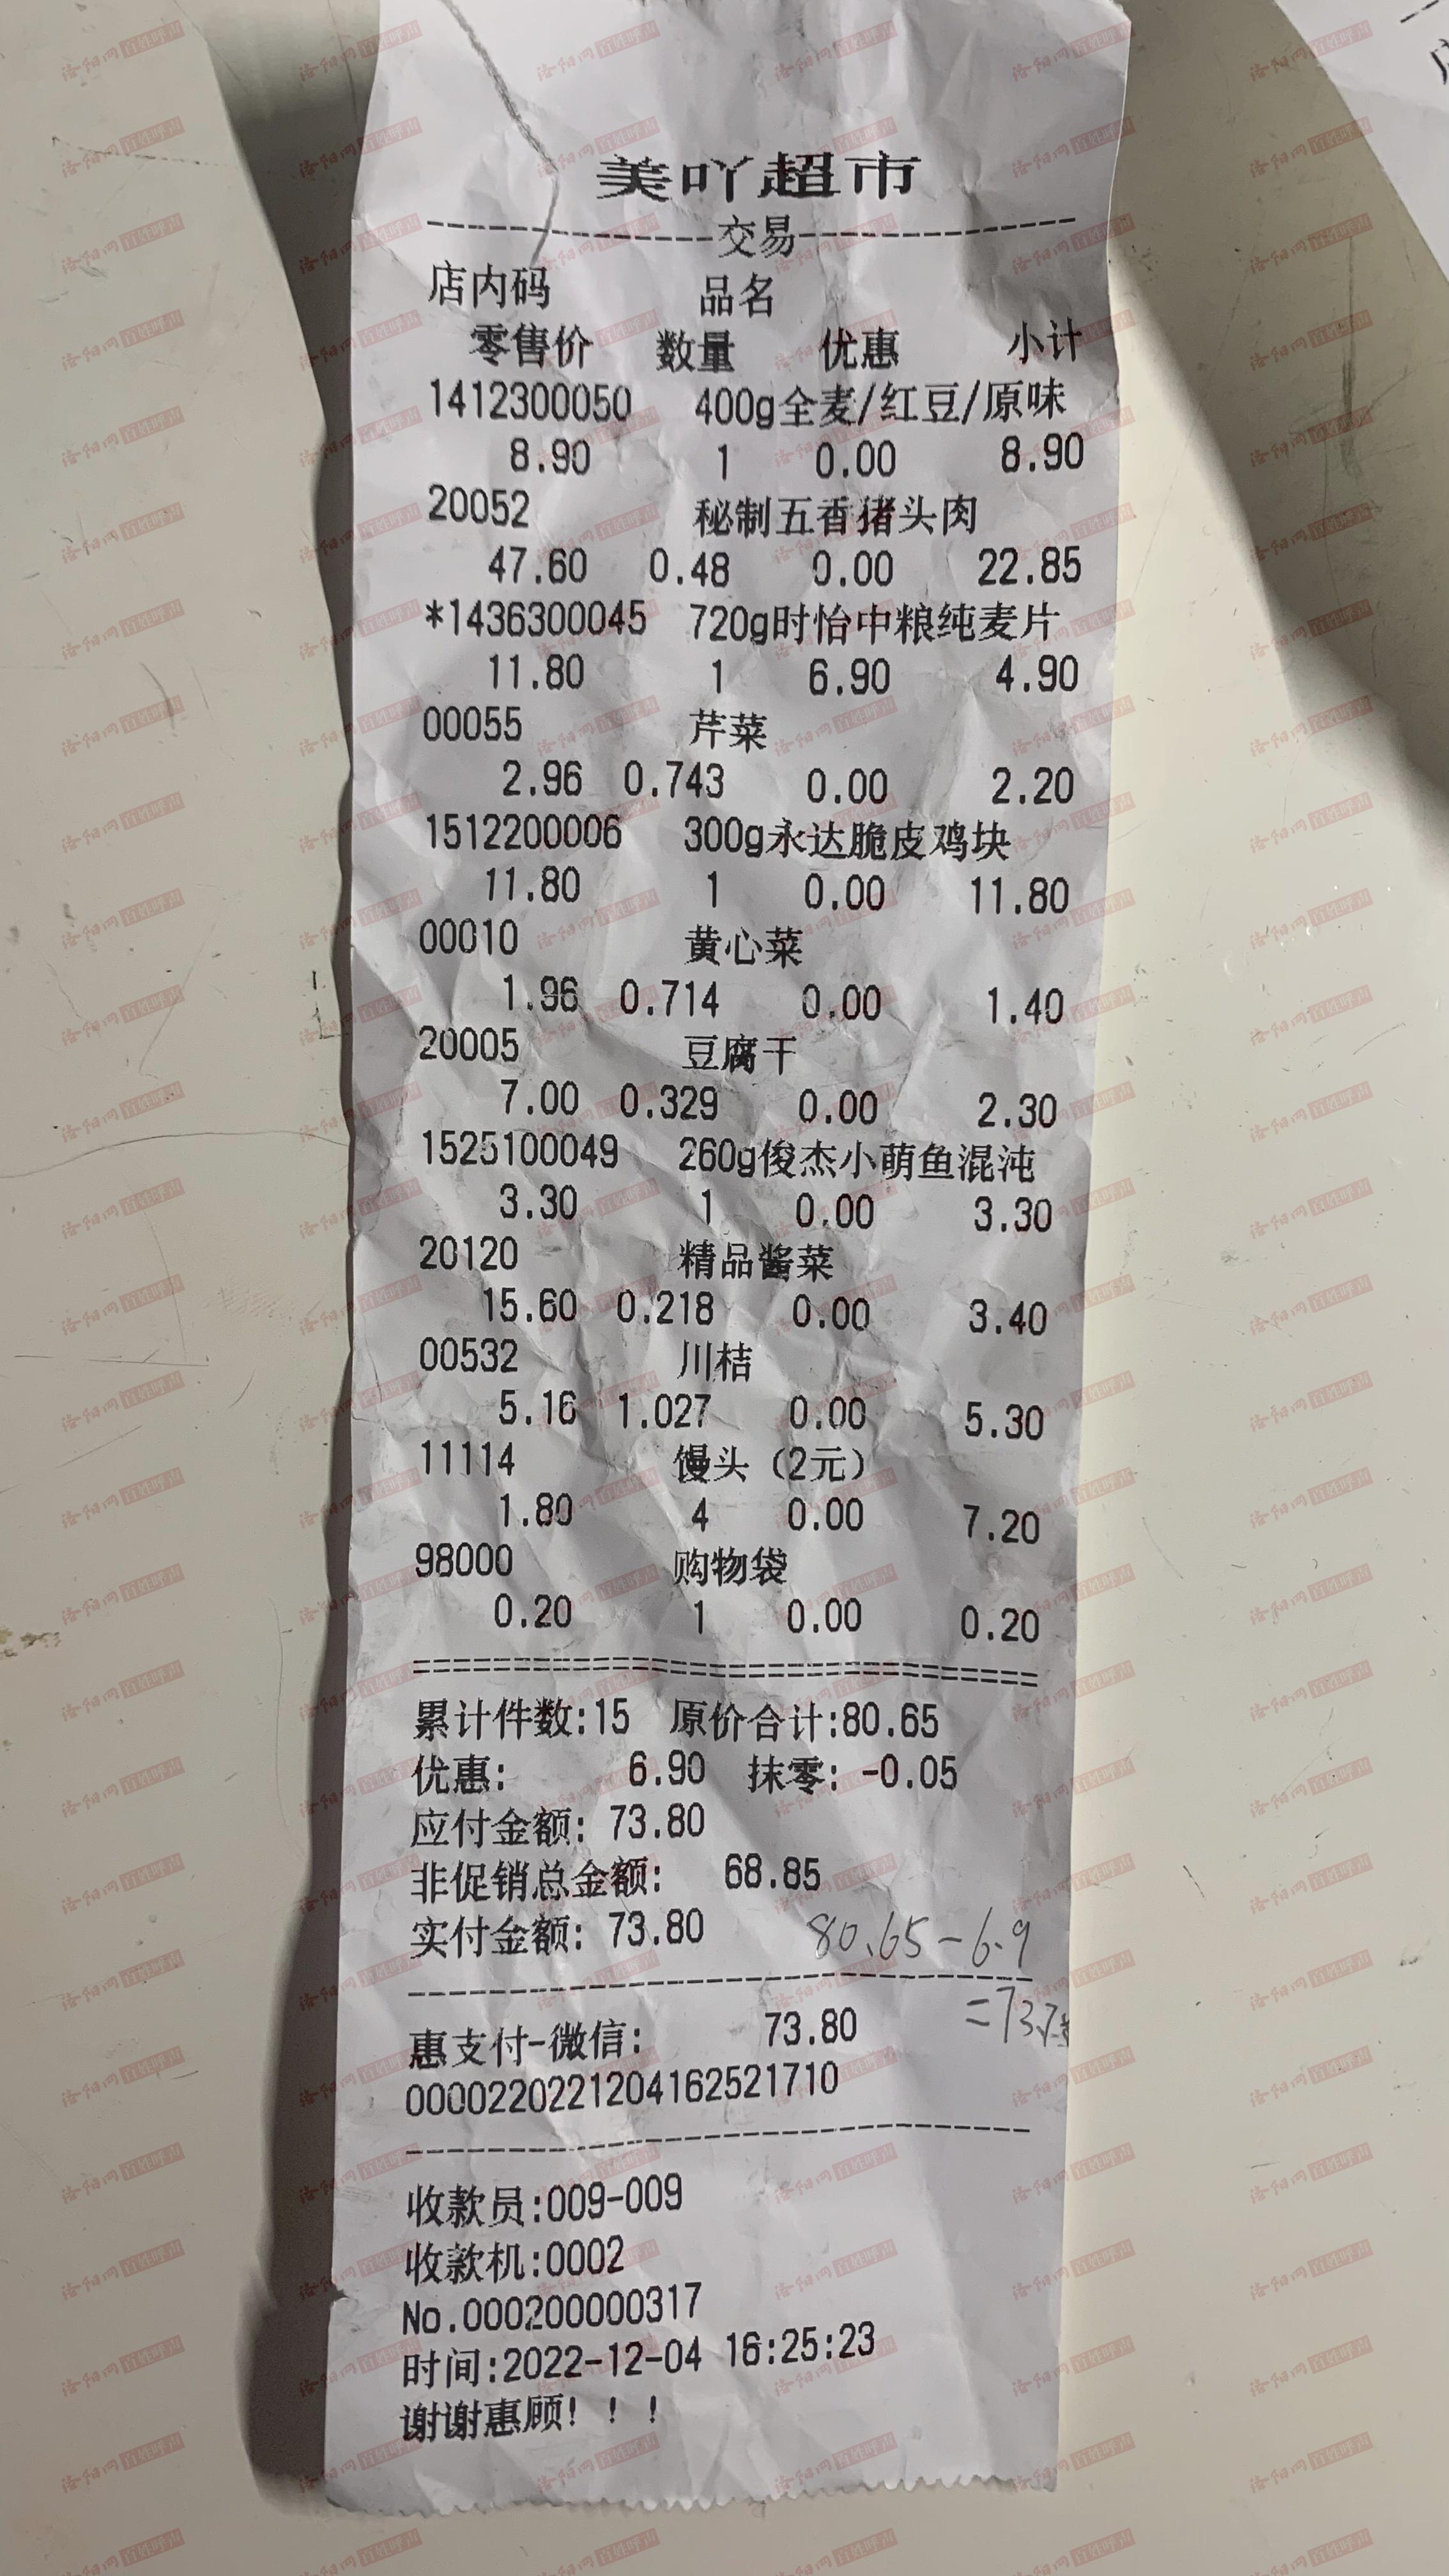 美吖超市
交易
店内码 品名
零售价 数量 优惠 小计
1412300050 400g全麦/红豆/原味
8.90 1 0.00 8.90
20052 秘制五香猪头肉
47.60 0.48 0.00 22.85
*1436300045 720g时怡中粮纯麦片
11.80 1 6.90 4.90
00055 芹菜
2.96 0.743 0.00 2.20
1512200006 300g永达脆皮鸡块
11.80 1 0.00 11.80
00010 黄心菜
1.96 0.714 0.00 1.40
20005 豆腐干
7.00 0.329 0.00 2.30
1525100049 260g俊杰小萌鱼混沌
3.30 1 0.00 3.30
20120 精品酱菜
15.60 0.218 0.00 3.40
00532 川桔
5.16 1.027 0.00 5.30
11114 馒头（2元）
1.80 4 0.00 7.20
98000 购物袋
0.20 1 0.00 0.20
累计件数:15 原价合计:80.65
优惠: 6.90 抹零: -0.05
应付金额: 73.80
非促销总金额: 68.85
实付金额: 73.80
80.65-6.9
惠支付-微信: 73.80
00002202212041625​21710
收款员:009-009
收款机:0002
No.000200000317
时间:2022-12-04 16:25:23
谢谢惠顾！！！
洛阳网 百姓呼声